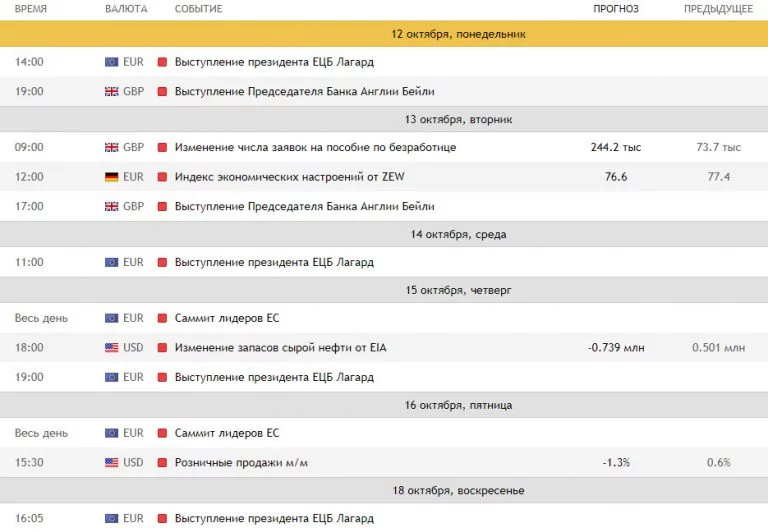 ВРЕМЯ ВАЛЮТА СОБЫТИЕ ПРОГНОЗ ПРЕДЫДУЩЕЕ
12 октября, понедельник
14:00 EUR Выступление президента ЕЦБ Лагард
19:00 GBP Выступление Председателя Банка Англии Бейли
13 октября, вторник
09:00 GBP Изменение числа заявок на пособие по безработице 244.2 тыс 73.7 тыс
12:00 EUR Индекс экономических настроений от ZEW 76.6 77.4
17:00 GBP Выступление Председателя Банка Англии Бейли
14 октября, среда
11:00 EUR Выступление президента ЕЦБ Лагард
15 октября, четверг
Весь день EUR Саммит лидеров ЕС
18:00 USD Изменение запасов сырой нефти от EIA -0.739 млн 0.501 млн
19:00 EUR Выступление президента ЕЦБ Лагард
16 октября, пятница
Весь день EUR Саммит лидеров ЕС
15:30 USD Розничные продажи м/м -1.3% 0.6%
18 октября, воскресенье
16:05 EUR Выступление президента ЕЦБ Лагард